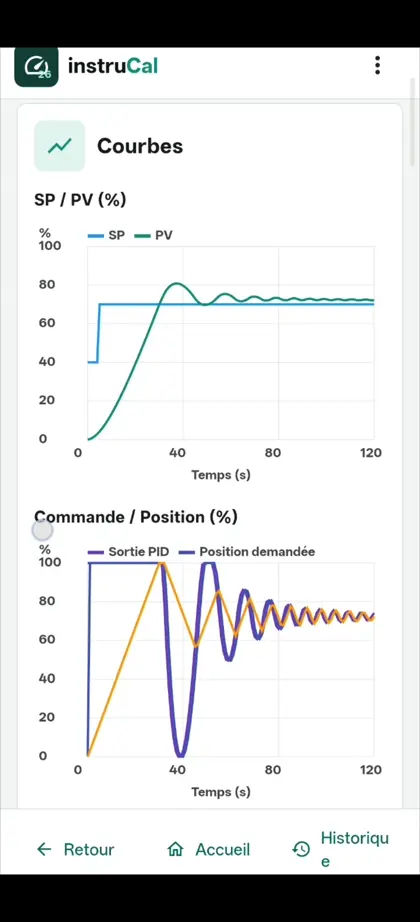 26
instruCal
Courbes
SP / PV (%)
%
SP
PV
100
80
60
40
20
0
0
40
80
120
Temps (s)
Commande / Position (%)
%
Sortie PID
Position demandée
100
80
60
40
20
0
0
40
80
120
Temps (s)
Retour
Accueil
Historiqu
e